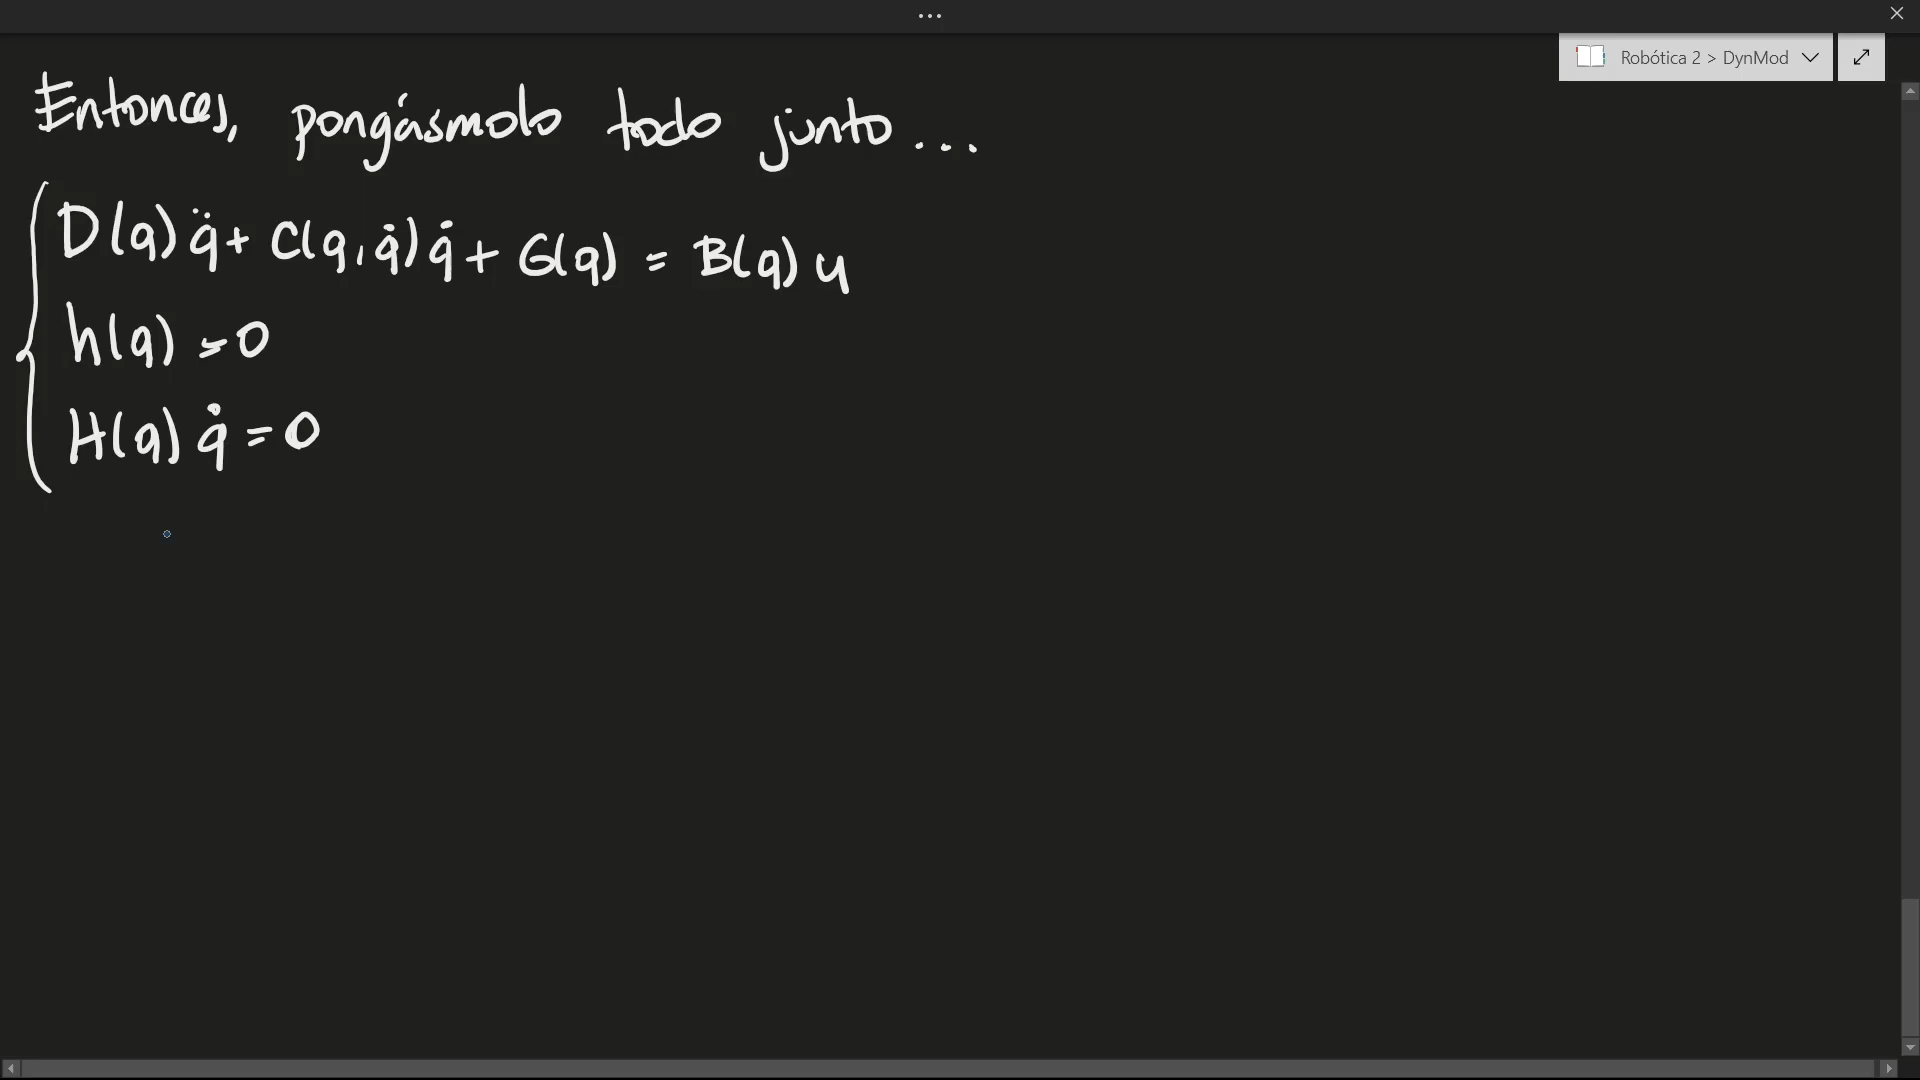 ...
Robótica 2 > DynMod
Entonces, pongásmolo todo junto...
D(q) q̈ + C(q, q̇) q̇ + G(q) = B(q) u
h(q) = 0
H(q) q̇ = 0